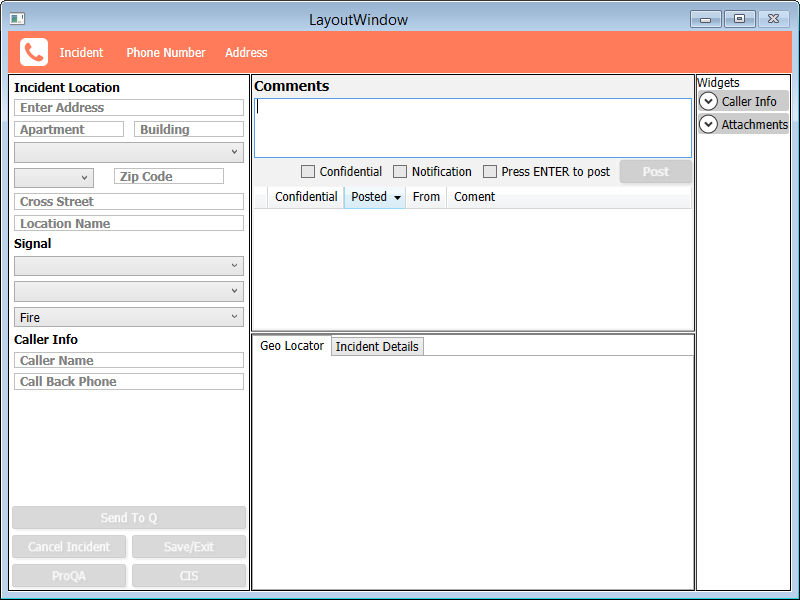 LayoutWindow
Incident Phone Number Address
Incident Location
Enter Address
Apartment Building
Zip Code
Cross Street
Location Name
Signal
Fire
Caller Info
Caller Name
Call Back Phone
Send To Q
Cancel Incident Save/Exit
ProQA CIS
Comments
Confidential Notification Press ENTER to post Post
Confidential Posted From Coment
Geo Locator Incident Details
Widgets
Caller Info
Attachments